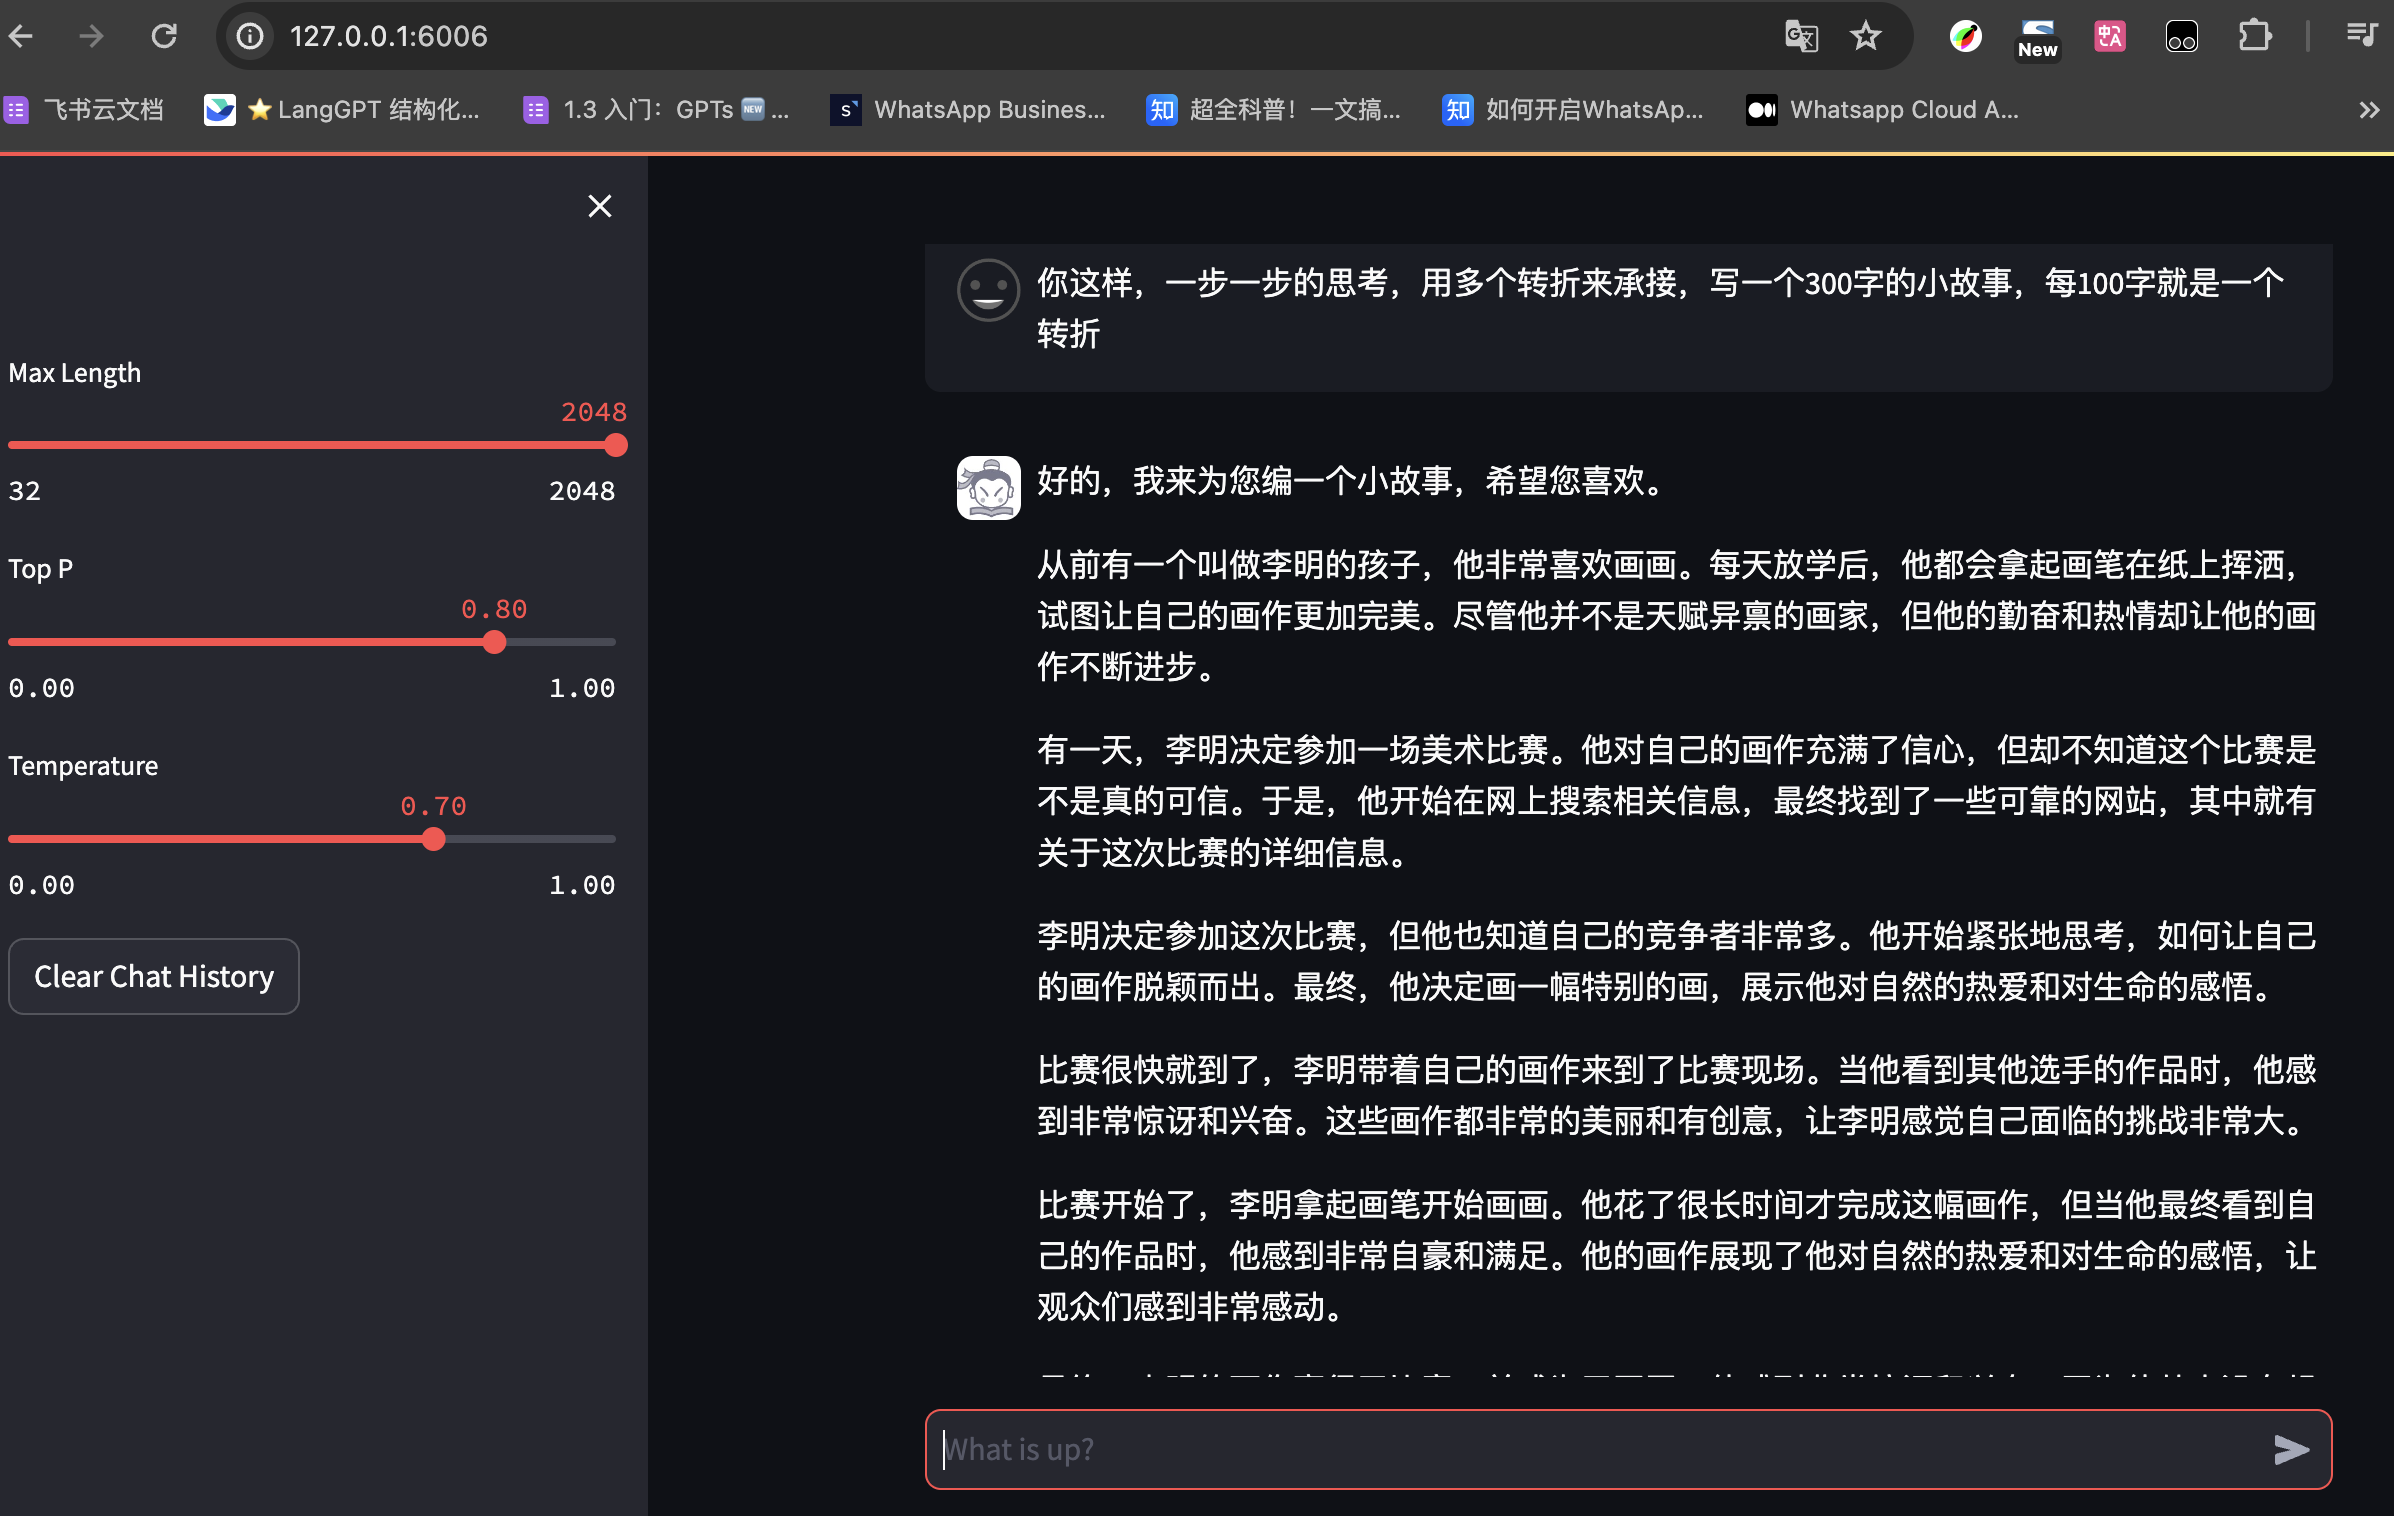 127.0.0.1:6006
New
中A
飞书云文档
LangGPT 结构化...
1.3 入门：GPTs NEW ...
S
WhatsApp Busines...
知
超全科普！一文搞...
知
如何开启WhatsAp...
Whatsapp Cloud A...
Max Length
2048
32
2048
Top P
0.80
0.00
1.00
Temperature
0.70
0.00
1.00
Clear Chat History
你这样，一步一步的思考，用多个转折来承接，写一个300字的小故事，每100字就是一个
转折
好的，我来为您编一个小故事，希望您喜欢。
从前有一个叫做李明的孩子，他非常喜欢画画。每天放学后，他都会拿起画笔在纸上挥洒，
试图让自己的画作更加完美。尽管他并不是天赋异禀的画家，但他的勤奋和热情却让他的画
作不断进步。
有一天，李明决定参加一场美术比赛。他对自己的画作充满了信心，但却不知道这个比赛是
不是真的可信。于是，他开始在网上搜索相关信息，最终找到了一些可靠的网站，其中就有
关于这次比赛的详细信息。
李明决定参加这次比赛，但他也知道自己的竞争者非常多。他开始紧张地思考，如何让自己
的画作脱颖而出。最终，他决定画一幅特别的画，展示他对自然的热爱和对生命的感悟。
比赛很快就到了，李明带着自己的画作来到了比赛现场。当他看到其他选手的作品时，他感
到非常惊讶和兴奋。这些画作都非常的美丽和有创意，让李明感觉自己面临的挑战非常大。
比赛开始了，李明拿起画笔开始画画。他花了很长时间才完成这幅画作，但当他最终看到自
己的作品时，他感到非常自豪和满足。他的画作展现了他对自然的热爱和对生命的感悟，让
观众们感到非常感动。
What is up?